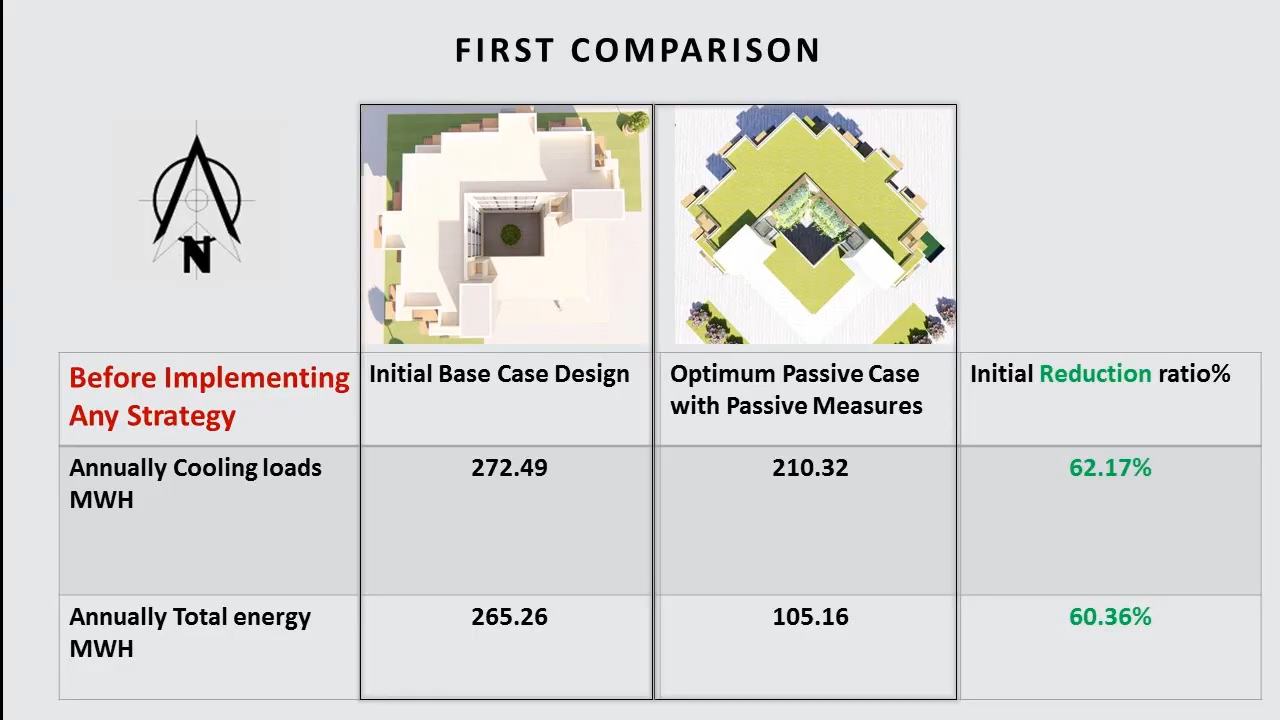 FIRST COMPARISON
N
Before Implementing
Any Strategy
Initial Base Case Design
Optimum Passive Case
with Passive Measures
Initial Reduction ratio%
Annually Cooling loads
MWH
272.49
210.32
62.17%
Annually Total energy
MWH
265.26
105.16
60.36%